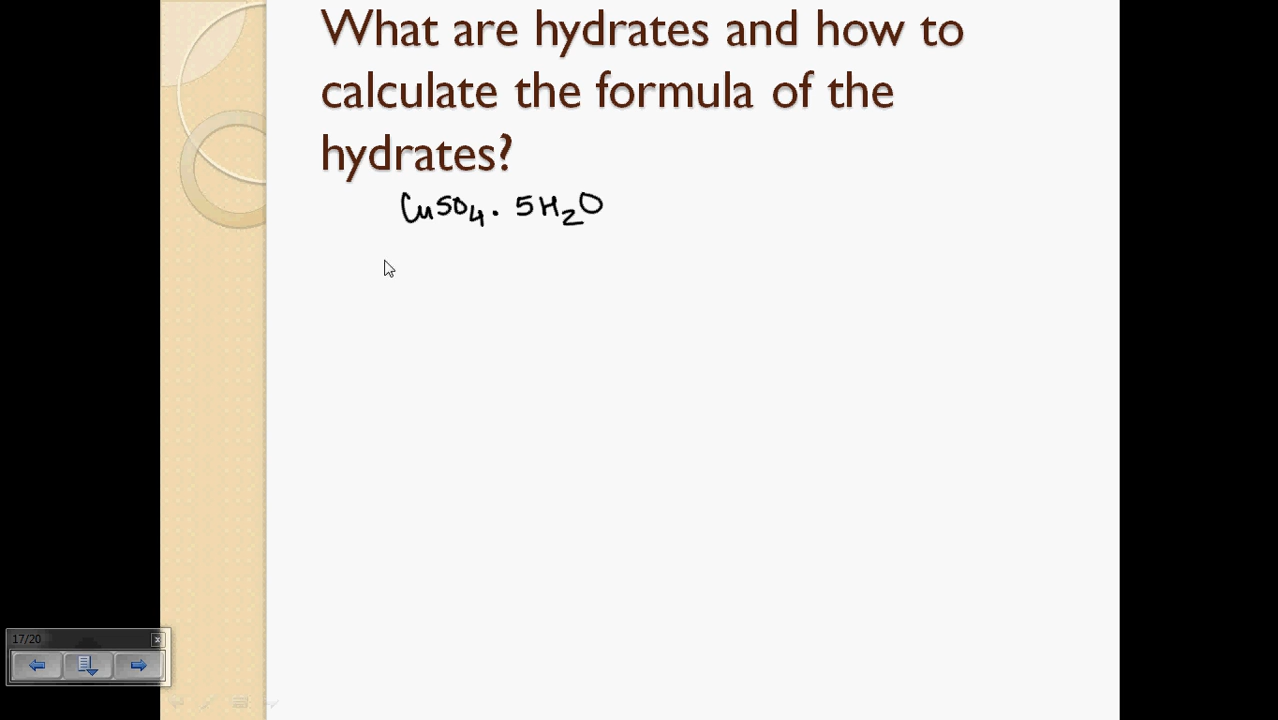 What are hydrates and how to
calculate the formula of the
hydrates?
CuSO₄ . 5H₂O
17/20